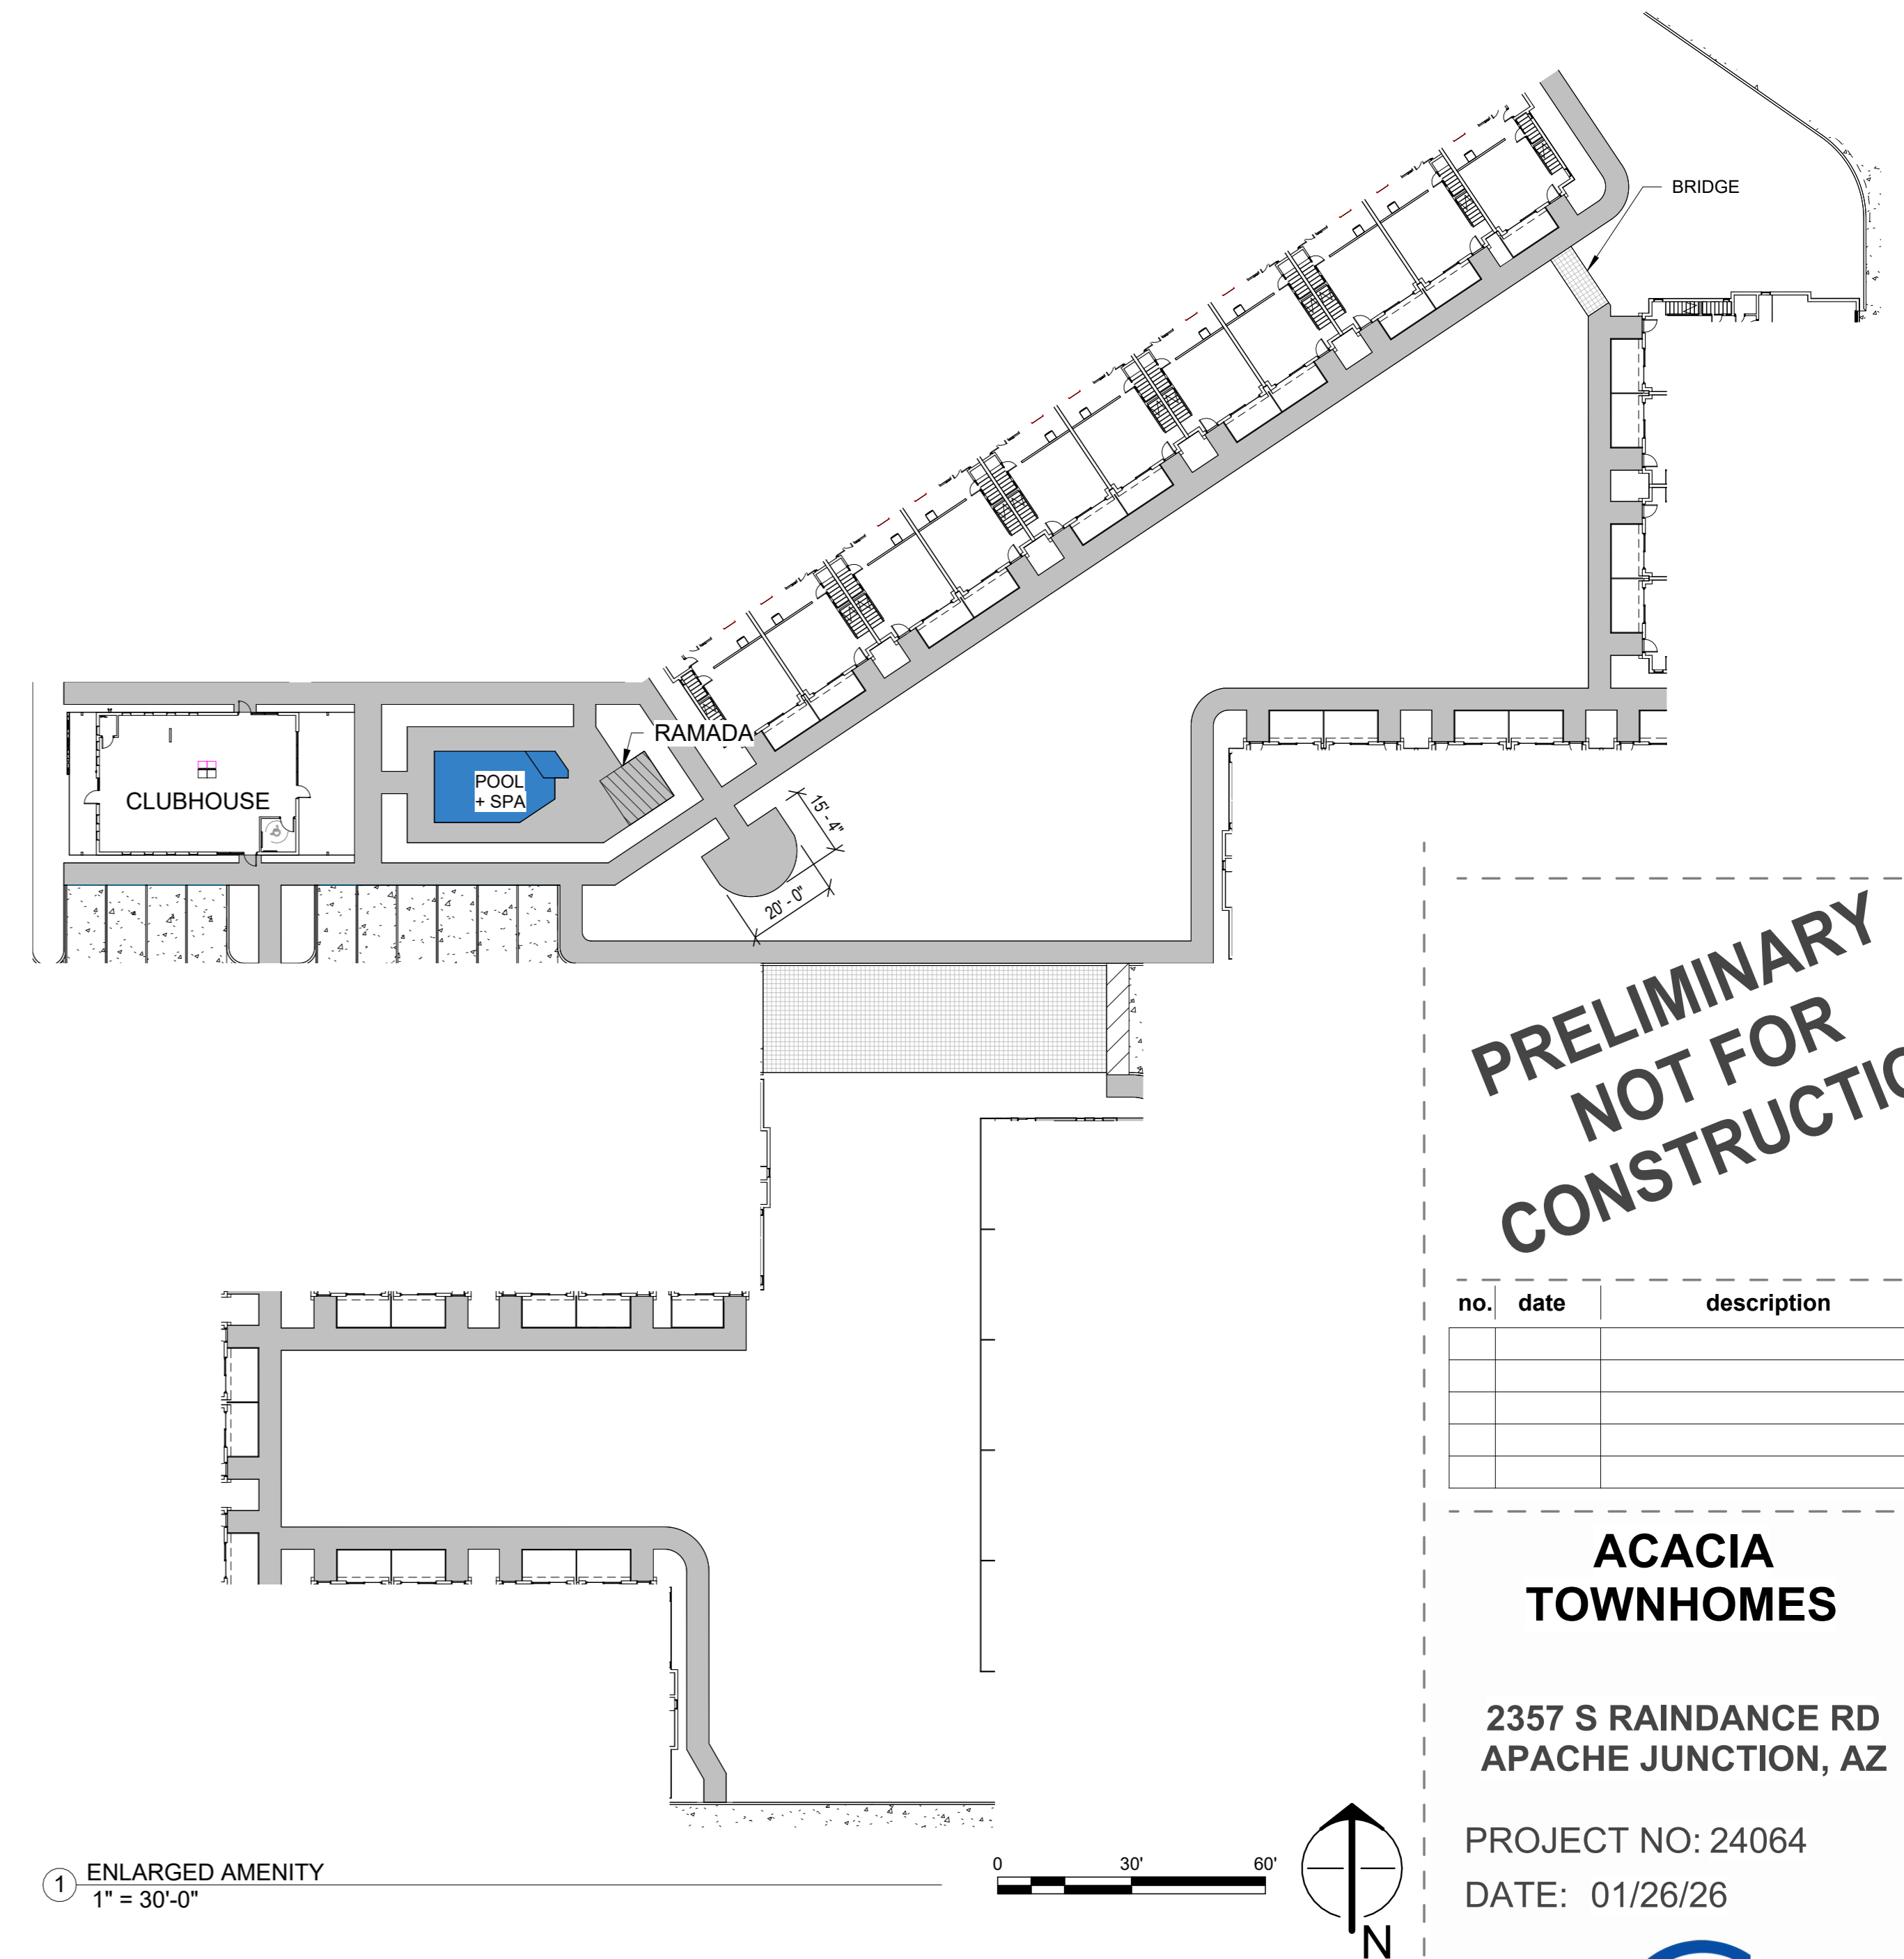 BRIDGE
RAMADA
POOL
+ SPA
CLUBHOUSE
15' - 4"
20' - 0"
PRELIMINARY
NOT FOR
no. date description
ACACIA
TOWNHOMES
2357 S RAINDANCE RD
APACHE JUNCTION, AZ
PROJECT NO: 24064
DATE: 01/26/26
1 ENLARGED AMENITY
1" = 30'-0"
0 30' 60'
N